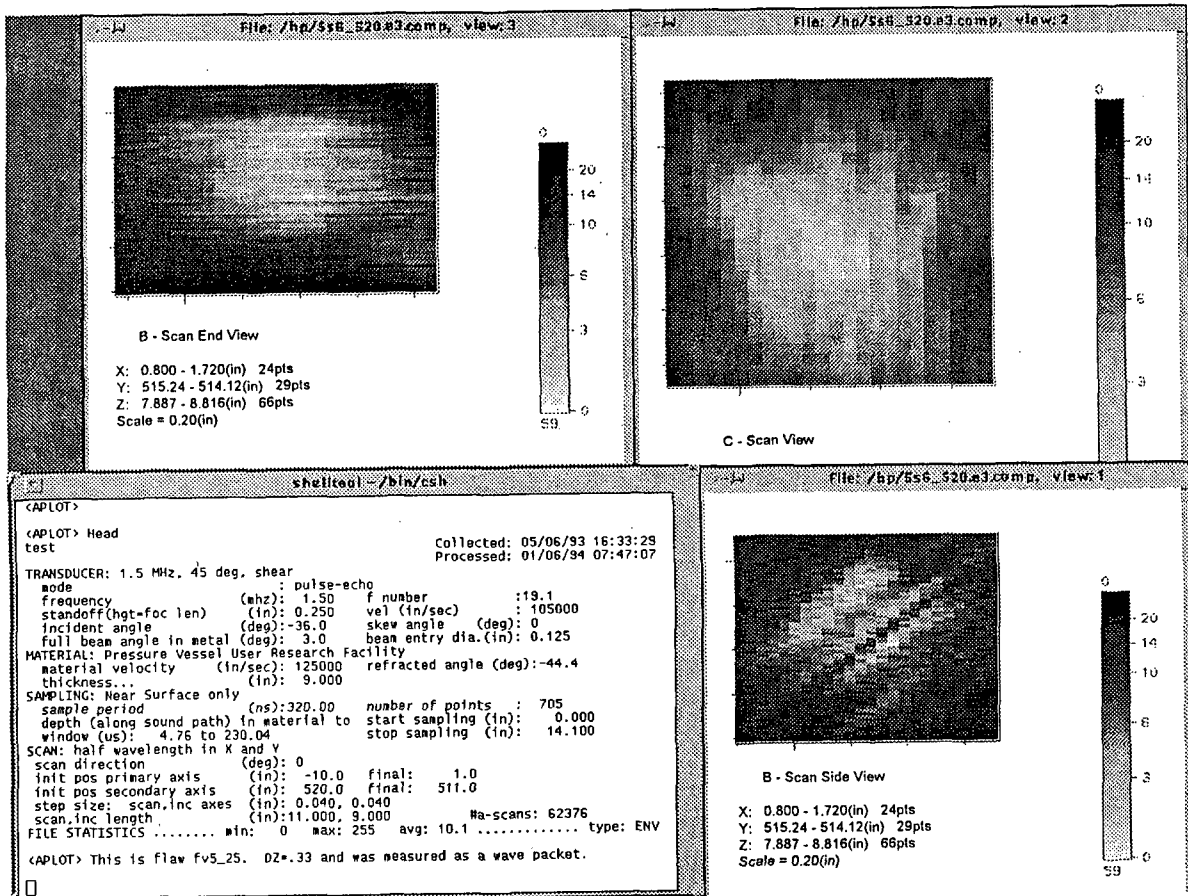 File: /hp/5s6_520.e3.comp, view: 3
0
20
14
10
6
3
0
59
B - Scan End View
X: 0.800 - 1.720(in) 24pts
Y: 515.24 - 514.12(in) 29pts
Z: 7.887 - 8.816(in) 66pts
Scale = 0.20(in)
File: /hp/5s6_520.e3.comp, view: 2
0
20
14
10
6
3
C - Scan View
shelltool - /bin/csh
<APLOT>
<APLOT> Head
test
Collected: 05/06/93 16:33:29
Processed: 01/06/94 07:47:07
TRANSDUCER: 1.5 MHz, 45 deg, shear
mode : pulse-echo
frequency (mhz): 1.50 f number :19.1
standoff(hgt=foc len) (in): 0.250 vel (in/sec) : 105000
incident angle (deg):-36.0 skew angle (deg): 0
full beam angle in metal (deg): 3.0 beam entry dia.(in): 0.125
MATERIAL: Pressure Vessel User Research Facility
material velocity (in/sec): 125000 refracted angle (deg):-44.4
thickness... (in): 9.000
SAMPLING: Near Surface only
sample period (ns):320.00 number of points : 705
depth (along sound path) in material to start sampling (in): 0.000
window (us): 4.76 to 230.04 stop sampling (in): 14.100
SCAN: half wavelength in X and Y
scan direction (deg): 0
init pos primary axis (in): -10.0 final: 1.0
init pos secondary axis (in): 520.0 final: 511.0
step size: scan,inc axes (in): 0.040, 0.040
scan,inc length (in):11.000, 9.000 #a-scans: 62376
FILE STATISTICS ........ min: 0 max: 255 avg: 10.1 ............. type: ENV
<APLOT> This is flaw fv5_25. DZ=.33 and was measured as a wave packet.
File: /hp/5s6_520.e3.comp, view: 1
0
20
14
10
6
3
0
59
B - Scan Side View
X: 0.800 - 1.720(in) 24pts
Y: 515.24 - 514.12(in) 29pts
Z: 7.887 - 8.816(in) 66pts
Scale = 0.20(in)